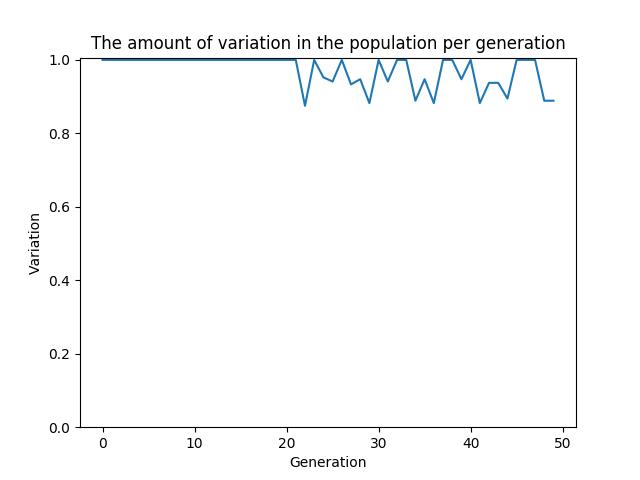 The amount of variation in the population per generation
1.0
0.8
0.6
0.4
0.2
0.0
Variation
0 10 20 30 40 50
Generation